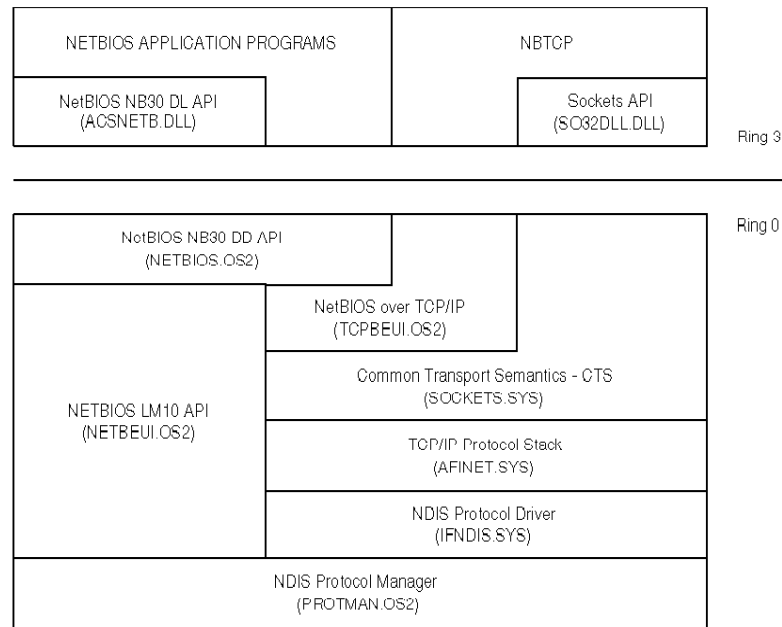 NETBIOS APPLICATION PROGRAMS
NBTCP
NetBIOS NB30 DL API
(ACSNETB.DLL)
Sockets API
(SO32DLL.DLL)
Ring 3
Ring 0
NetBIOS NB30 DD API
(NETBIOS.OS2)
NetBIOS over TCP/IP
(TCPBEUI.OS2)
Common Transport Semantics - CTS
(SOCKETS.SYS)
NETBIOS LM10 API
(NETBEUI.OS2)
TCP/IP Protocol Stack
(AFINET.SYS)
NDIS Protocol Driver
(IFNDIS.SYS)
NDIS Protocol Manager
(PROTMAN.OS2)